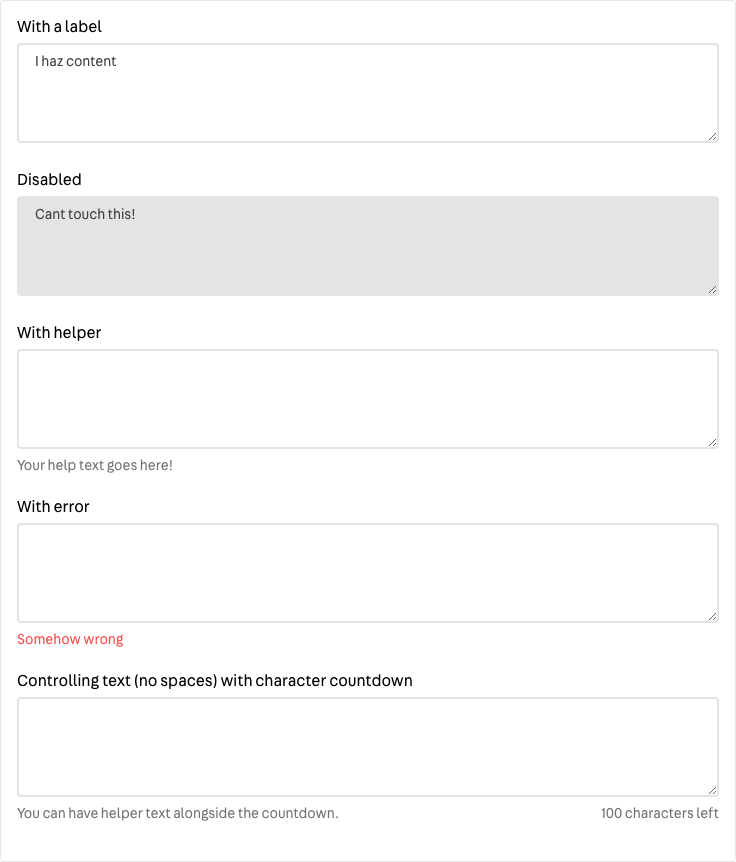 With a label
I haz content
Disabled
Cant touch this!
With helper
Your help text goes here!
With error
Somehow wrong
Controlling text (no spaces) with character countdown
You can have helper text alongside the countdown. 100 characters left